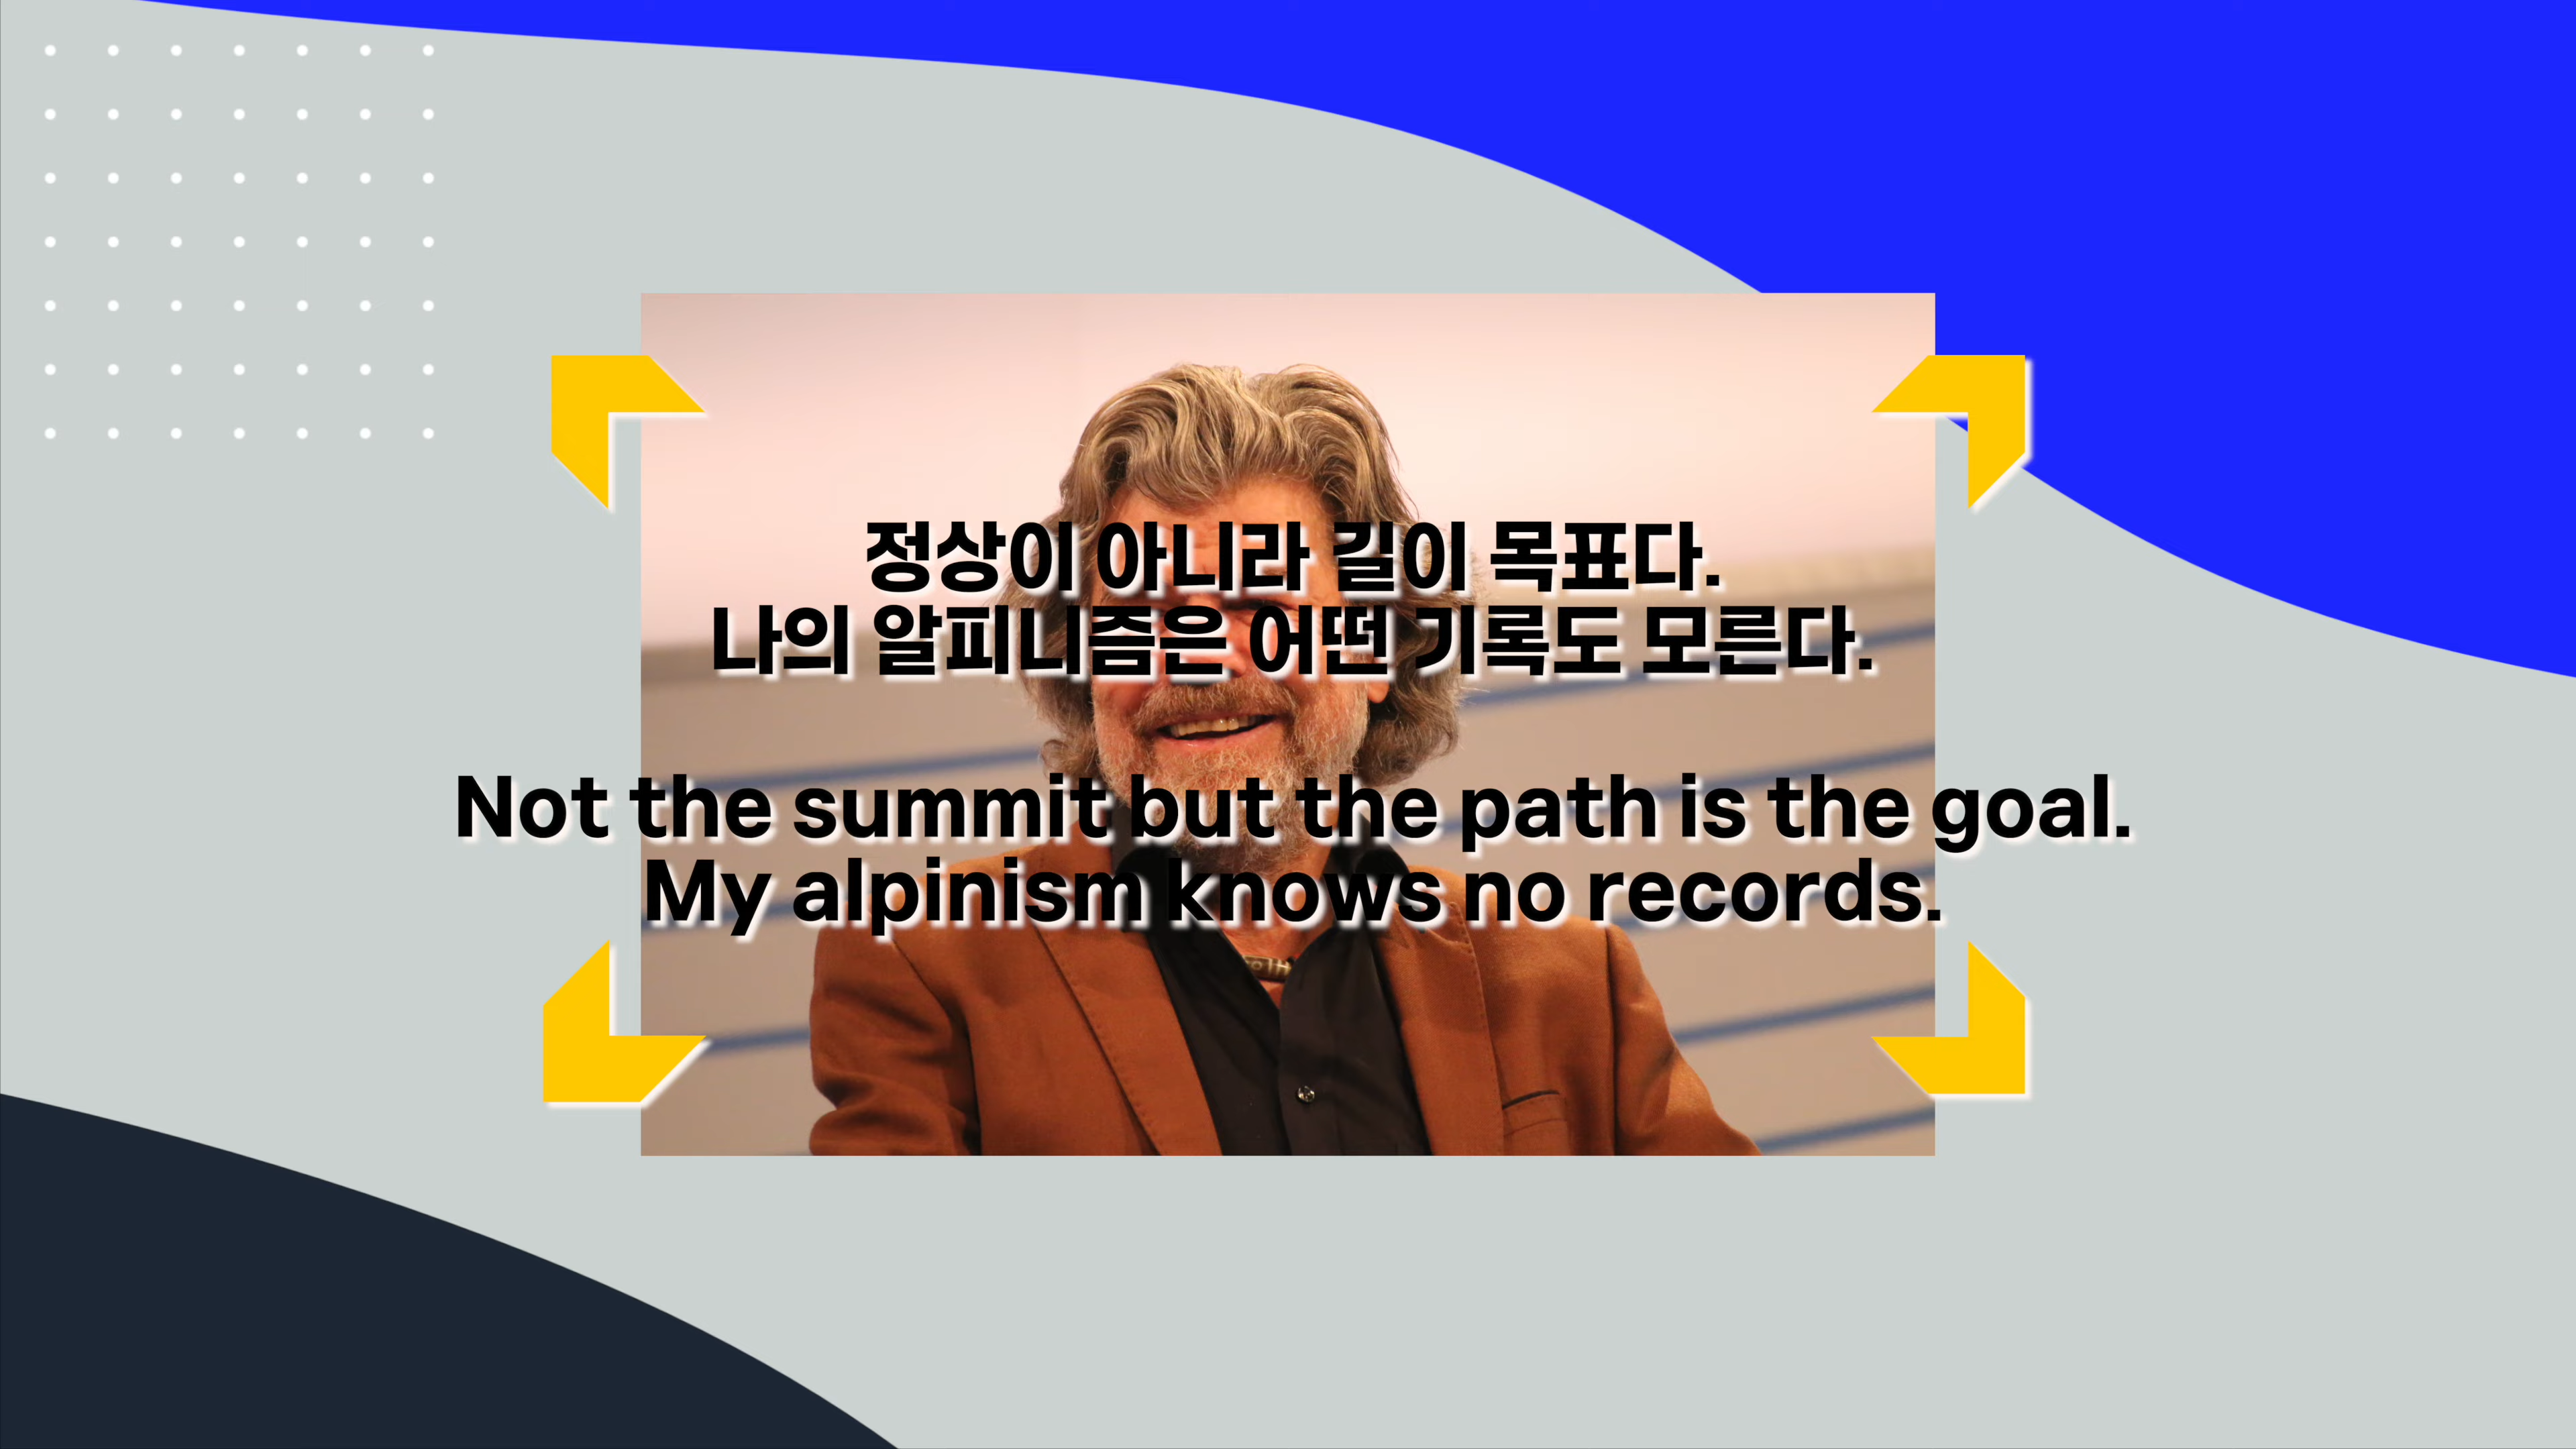 정상이 아니라 길이 목표다.
나의 알피니즘은 어떤 기록도 모른다.
Not the summit but the path is the goal.
My alpinism knows no records.